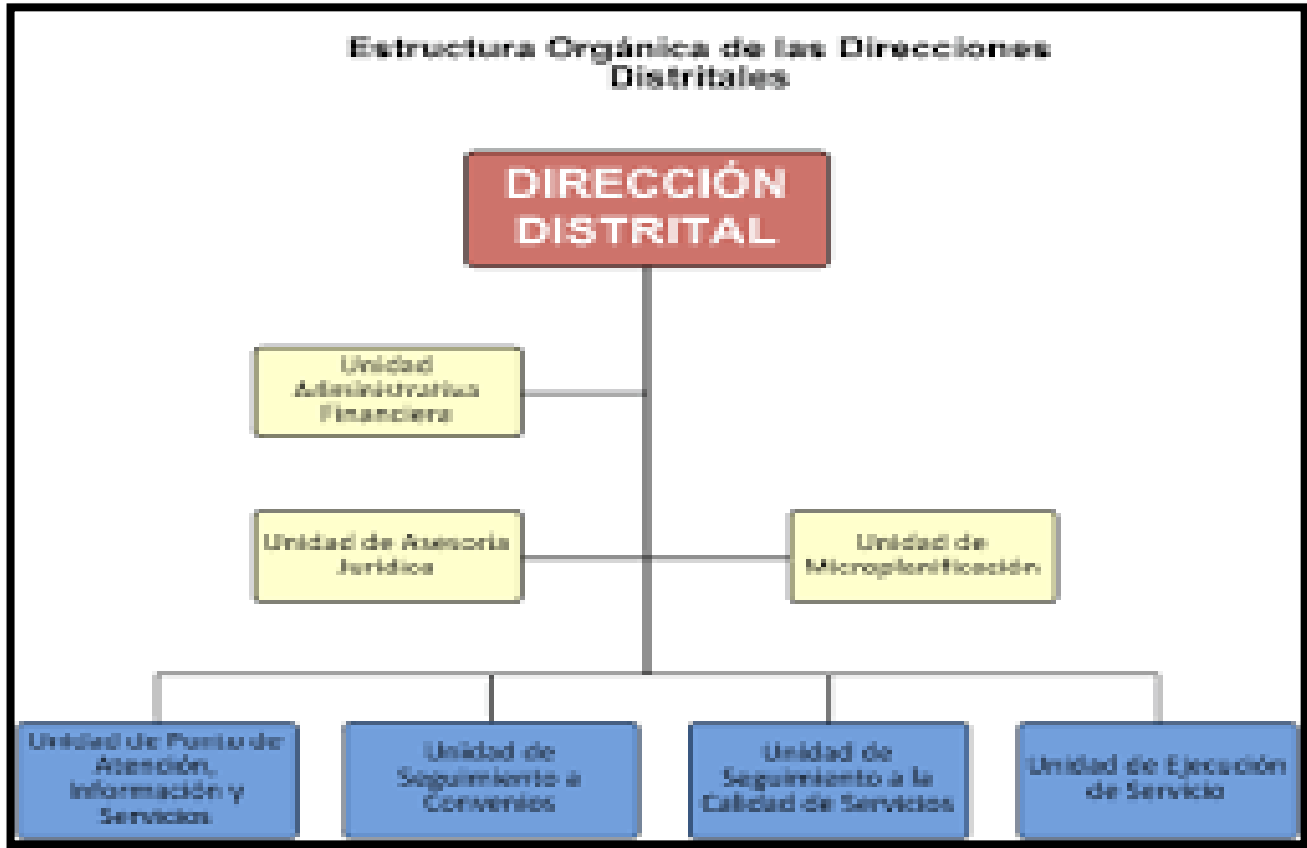 Estructura Orgánica de las Direcciones
Distritales
DIRECCIÓN
DISTRITAL
Unidad
Administrativa
Financiera
Unidad de Asesoría
Jurídica
Unidad de
Microplanificación
Unidad de Punto de
Atención,
Información y
Servicios
Unidad de
Seguimiento a
Convenios
Unidad de
Seguimiento a la
Calidad de Servicios
Unidad de Ejecución
de Servicio